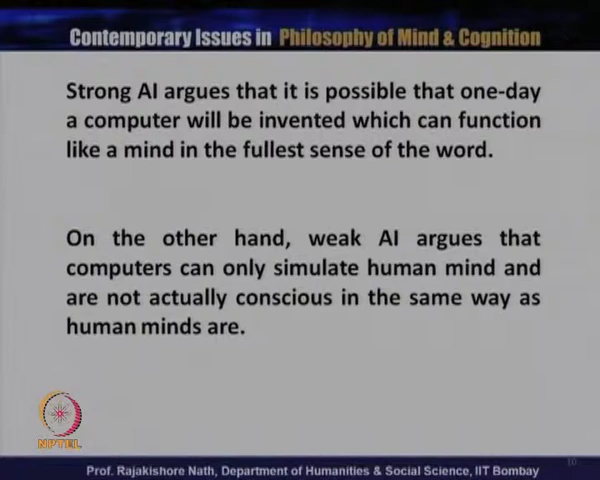 Contemporary Issues in Philosophy of Mind & Cognition
Strong AI argues that it is possible that one-day
a computer will be invented which can function
like a mind in the fullest sense of the word.
On the other hand, weak AI argues that
computers can only simulate human mind and
are not actually conscious in the same way as
human minds are.
NPTEL
Prof. Rajakishore Nath, Department of Humanities & Social Science, IIT Bombay
10